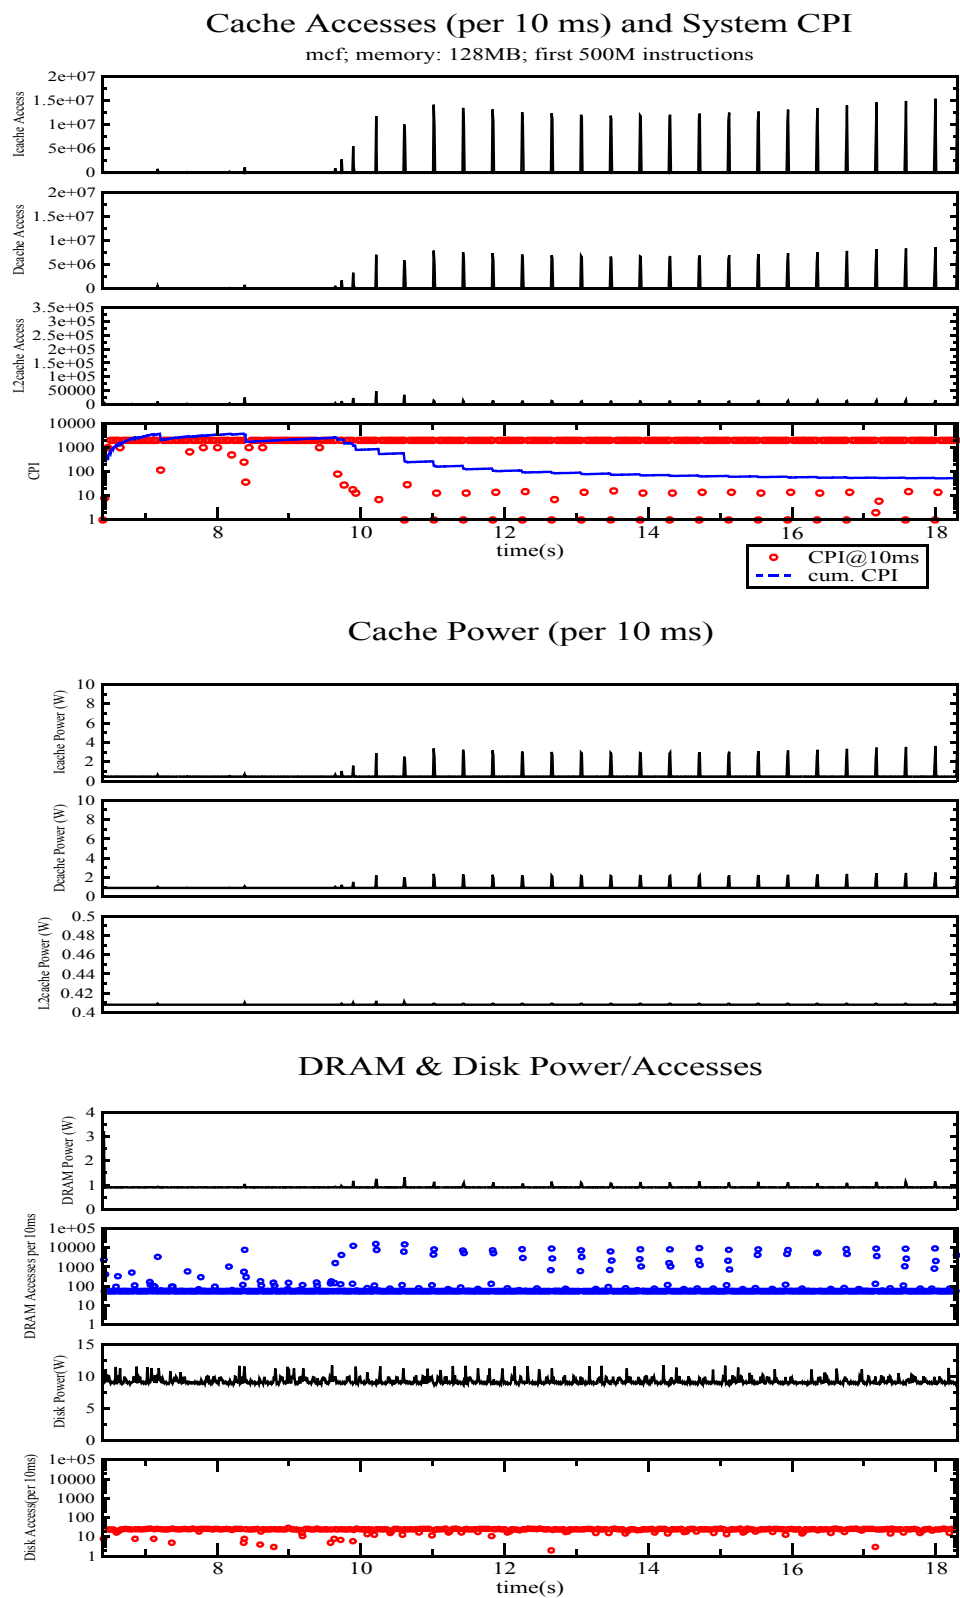 Cache Accesses (per 10 ms) and System CPI
mcf; memory: 128MB; first 500M instructions
Icache Access
2e+07
1.5e+07
1e+07
5e+06
0
Dcache Access
2e+07
1.5e+07
1e+07
5e+06
0
L2cache Access
3.5e+05
3e+05
2.5e+05
2e+05
1.5e+05
1e+05
50000
0
CPI
10000
1000
100
10
1
8 10 12 14 16 18
time(s)
CPI@10ms
cum. CPI
Cache Power (per 10 ms)
Icache Power (W)
10
8
6
4
2
0
Dcache Power (W)
10
8
6
4
2
0
L2cache Power (W)
0.5
0.48
0.46
0.44
0.42
0.4
DRAM & Disk Power/Accesses
DRAM Power (W)
4
3
2
1
0
DRAM Accesses per 10ms
1e+05
10000
1000
100
10
1
Disk Power(W)
15
10
5
0
Disk Access(per 10ms)
1e+05
10000
1000
100
10
1
8 10 12 14 16 18
time(s)